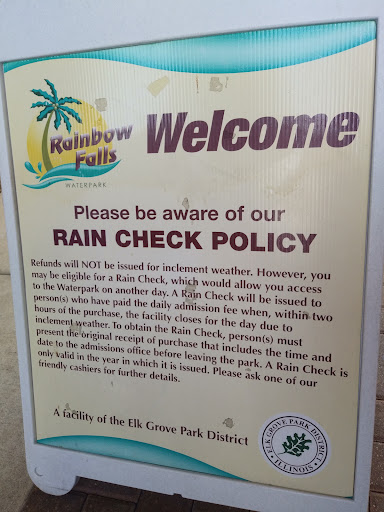 Rainbow
Falls
WATERPARK
Welcome
Please be aware of our
RAIN CHECK POLICY
Refunds will NOT be issued for inclement weather. However, you
may be eligible for a Rain Check, which would allow you access
to the Waterpark on another day. A Rain Check will be issued to
person(s) who have paid the daily admission fee when, within two
hours of the purchase, the facility closes for the day due to
inclement weather. To obtain the Rain Check, person(s) must
present the original receipt of purchase that includes the time and
date to the admissions office before leaving the park. A Rain Check is
only valid in the year in which it is issued. Please ask one of our
friendly cashiers for further details.
A facility of the Elk Grove Park District
ELK GROVE PARK DISTRICT
ILLINOIS